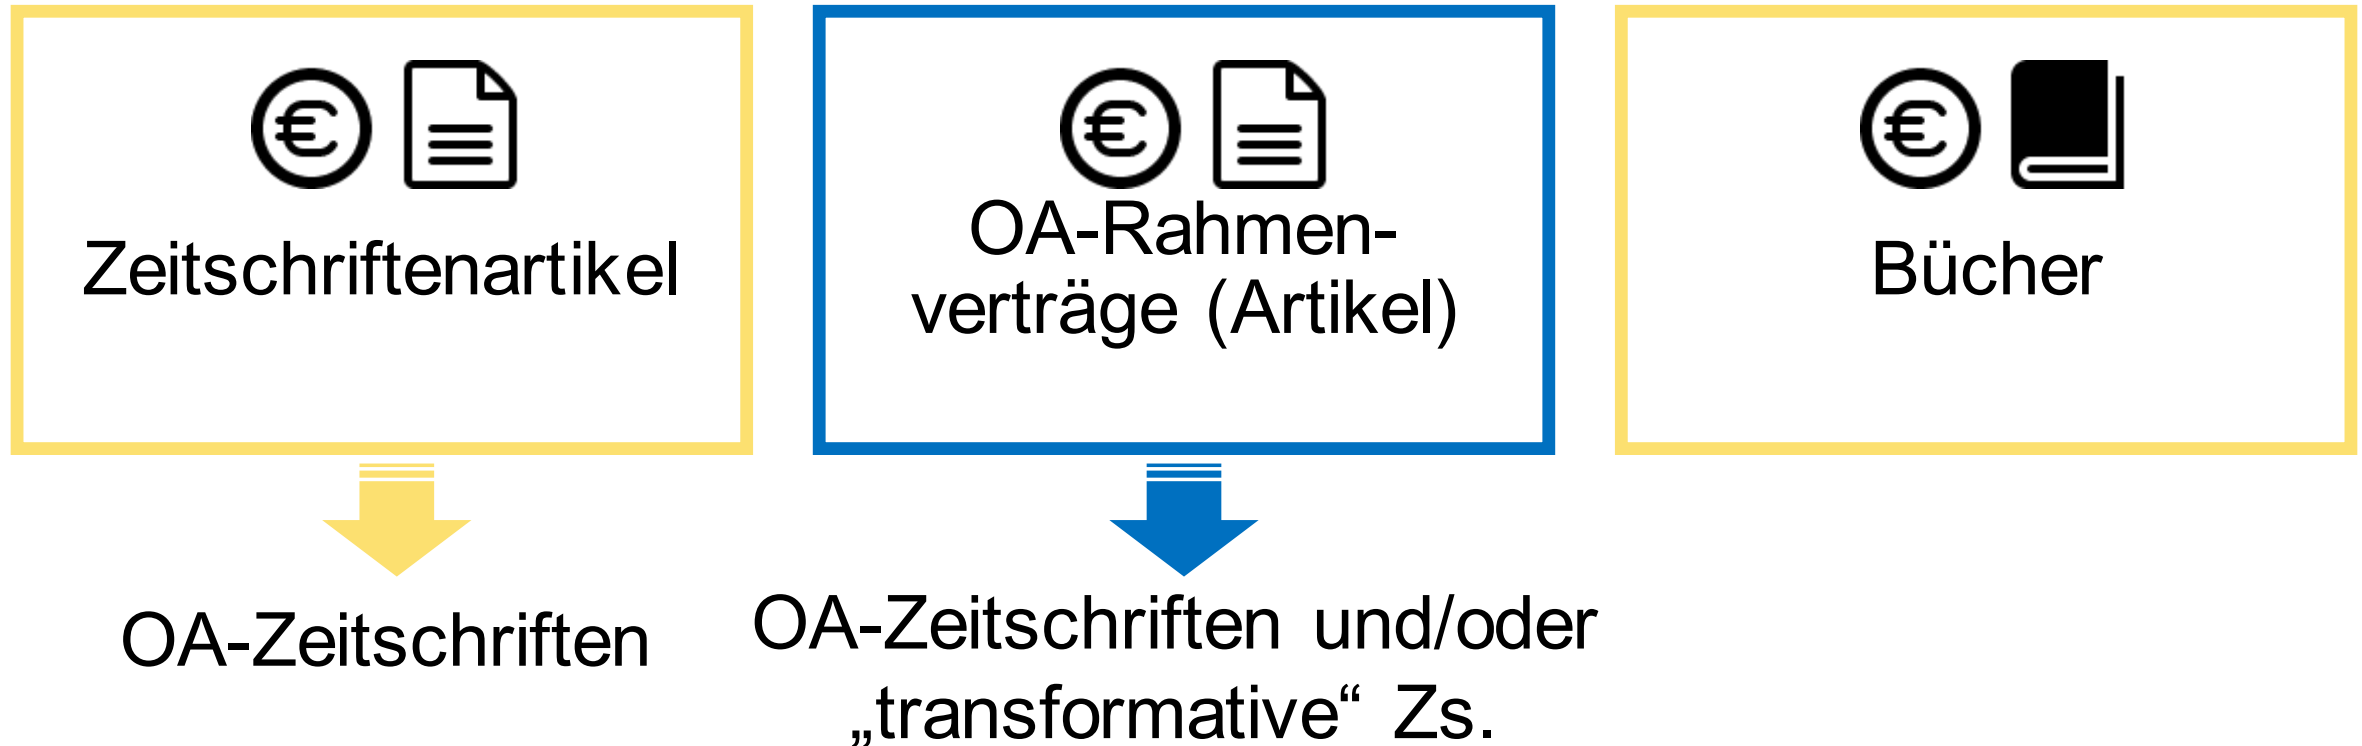 Zeitschriftenartikel
OA-Rahmen-
verträge (Artikel)
Bücher
OA-Zeitschriften
OA-Zeitschriften und/oder
„transformative“ Zs.